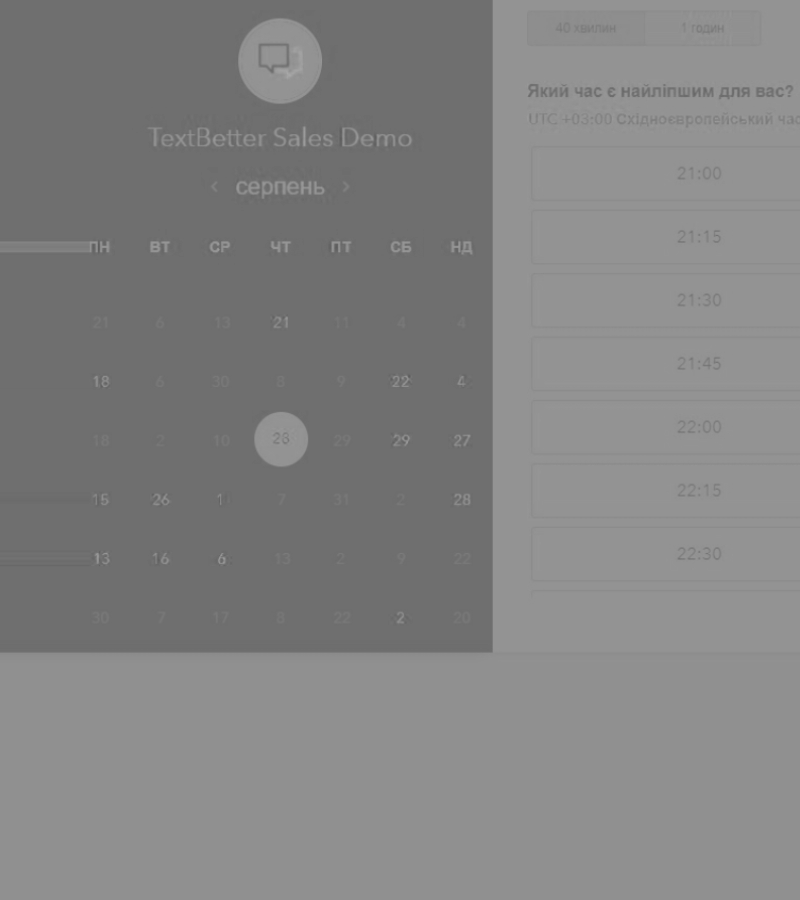 40 хвилин 1 годин
TextBetter Sales Demo
‹ серпень ›
ПН ВТ СР ЧТ ПТ СБ НД
21 6 13 21 11 4 4
18 6 30 8 9 22 4
18 2 10 26 29 29 27
15 26 1 7 31 2 28
13 16 6 13 2 9 22
30 7 17 8 22 2 20
Який час є найліпшим для вас?
UTC +03:00 Східноєвропейський час
21:00
21:15
21:30
21:45
22:00
22:15
22:30